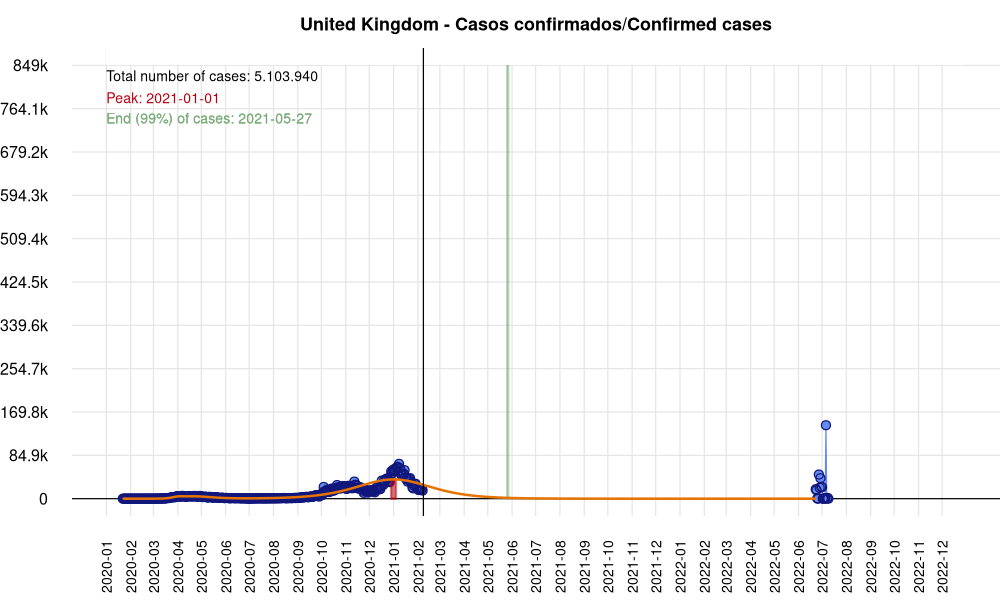 United Kingdom - Casos confirmados/Confirmed cases
849k
Total number of cases: 5.103.940
Peak: 2021-01-01
764.1k
End (99%) of cases: 2021-05-27
679.2k
594.3k
509.4k
424.5k
339.6k
254.7k
169.8k
84.9k
0
2020-01
2020-02
2020-03
2020-04
2020-05
2020-06
2020-07
2020-08
2020-09
2020-10
2020-11
2020-12
2021-01
2021-02
2021-03
2021-04
2021-05
2021-06
2021-07
2021-08
2021-09
2021-10
2021-11
2021-12
2022-01
2022-02
2022-03
2022-04
2022-05
2022-06
2022-07
2022-08
2022-09
2022-10
2022-11
2022-12